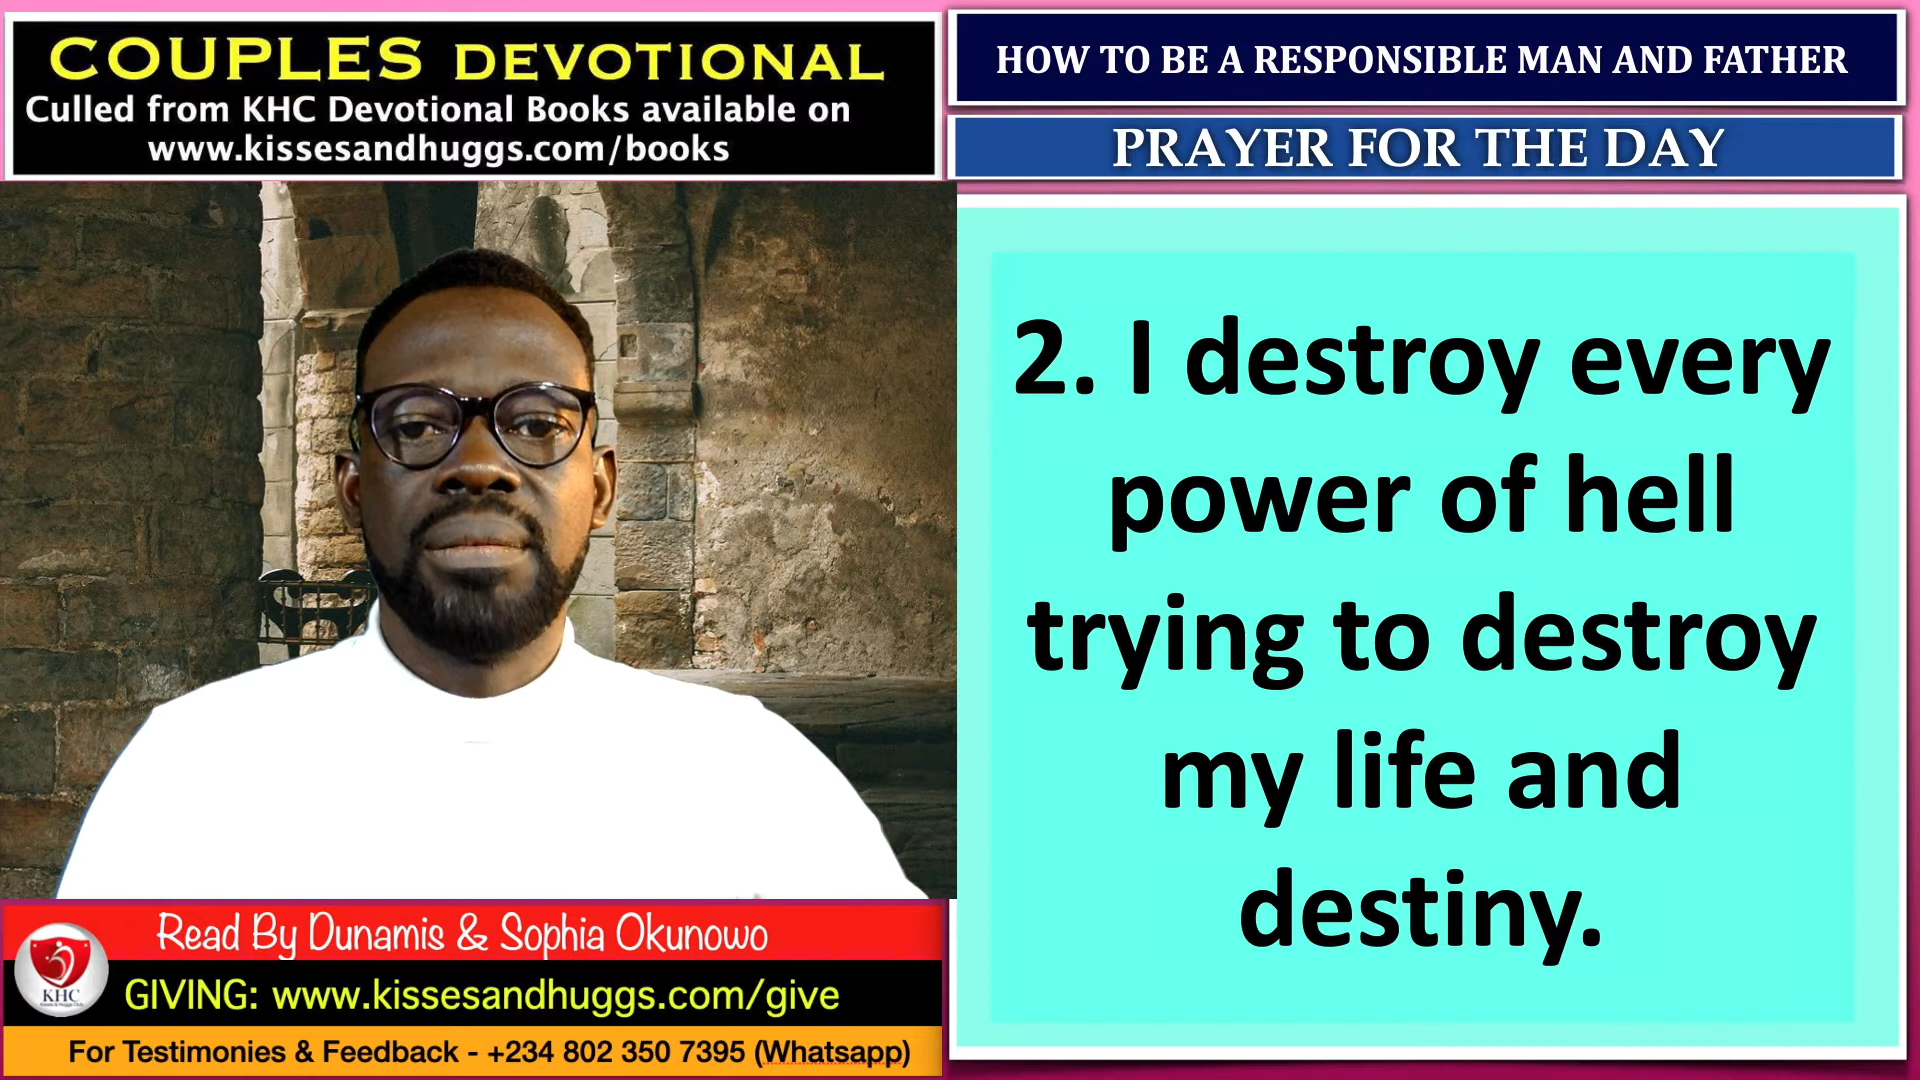 COUPLES DEVOTIONAL
Culled from KHC Devotional Books available on
www.kissesandhuggs.com/books
HOW TO BE A RESPONSIBLE MAN AND FATHER
PRAYER FOR THE DAY
2. I destroy every
power of hell
trying to destroy
my life and
destiny.
Read By Dunamis & Sophia Okunowo
KHC
GIVING: www.kissesandhuggs.com/give
For Testimonies & Feedback - +234 802 350 7395 (Whatsapp)